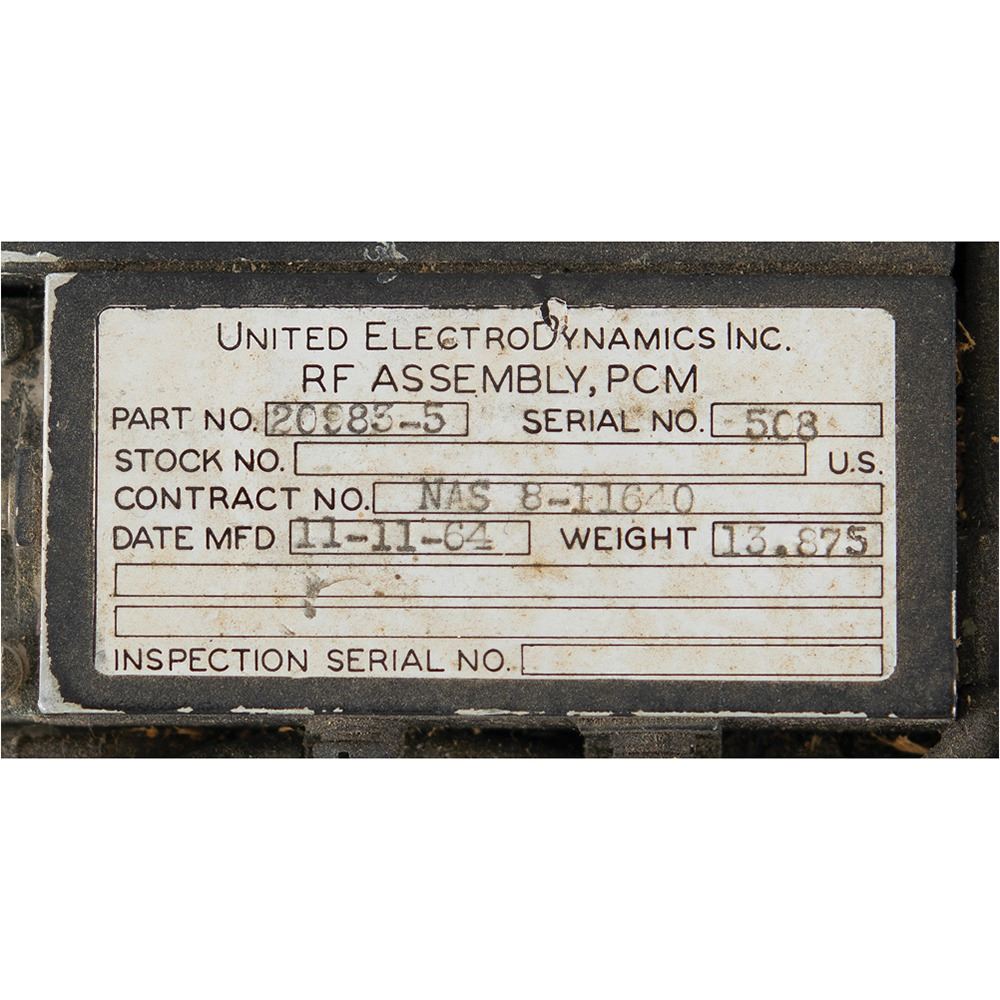 UNITED ELECTRODYNAMICS INC.
RF ASSEMBLY, PCM
PART NO. 20983-5 SERIAL NO. 508
STOCK NO. U.S.
CONTRACT NO. NAS 8-11640
DATE MFD 11-11-64 WEIGHT 13.875
INSPECTION SERIAL NO.